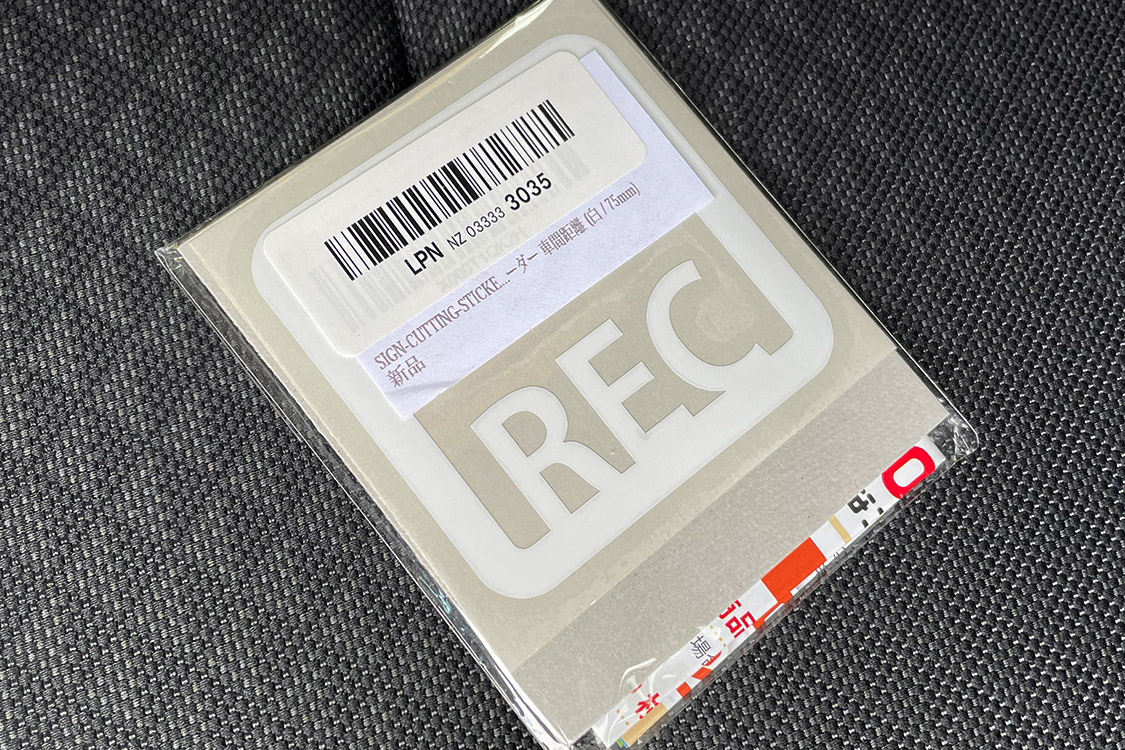 LPN NZ 03333 3035
SIGN-CUTTING-STICKE....ーダー 車間距離 (白 / 75mm)
新品
REC
場